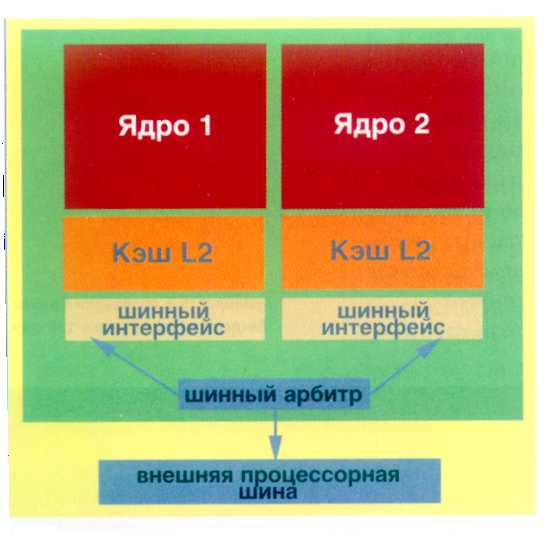 Ядро 1
Ядро 2
Кэш L2
Кэш L2
шинный
интерфейс
шинный
интерфейс
шинный арбитр
внешняя процессорная
шина